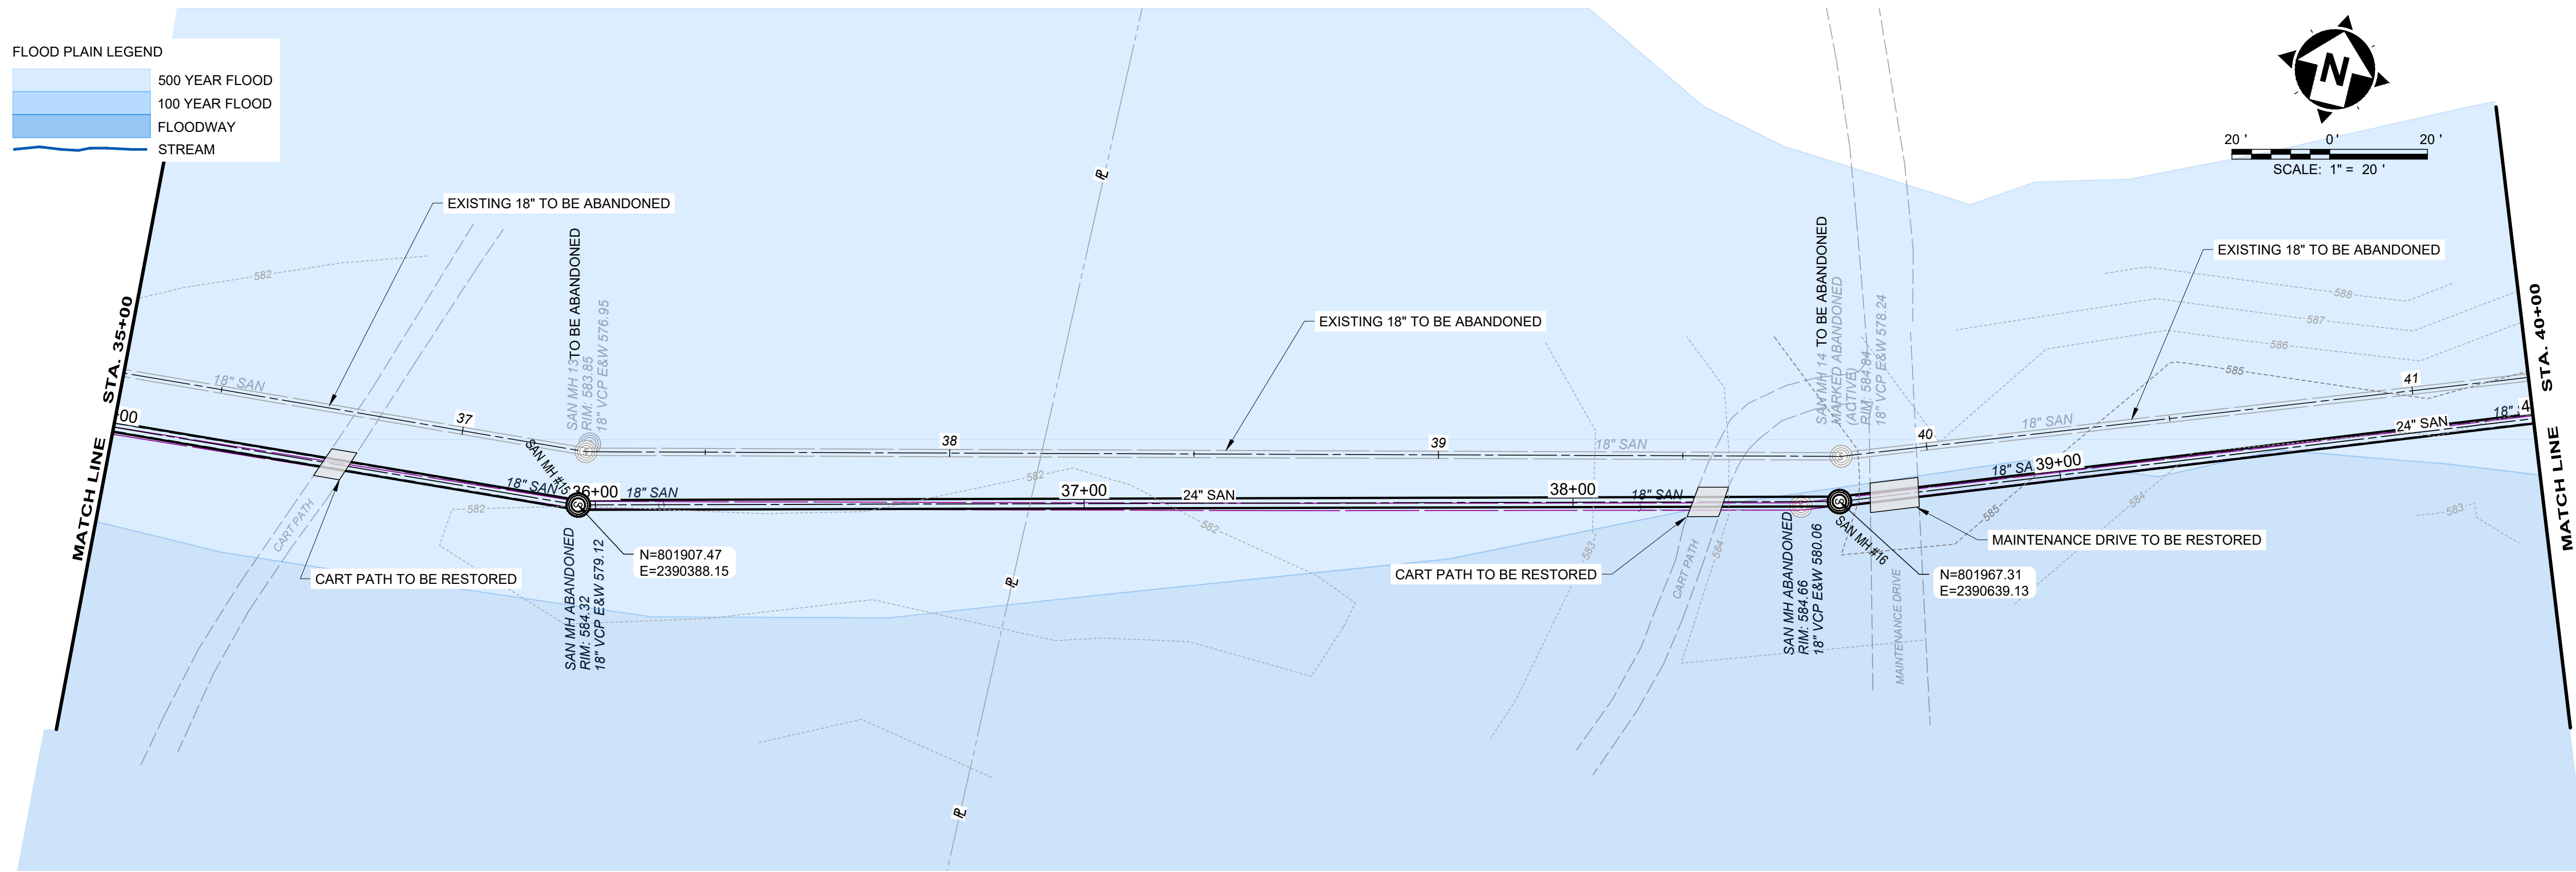 FLOOD PLAIN LEGEND
500 YEAR FLOOD
100 YEAR FLOOD
FLOODWAY
STREAM
N
20 ' 0 ' 20 '
SCALE: 1" = 20 '
MATCH LINE STA. 35+00
MATCH LINE STA. 40+00
EXISTING 18" TO BE ABANDONED
EXISTING 18" TO BE ABANDONED
EXISTING 18" TO BE ABANDONED
PL
PL
PL
582
18" SAN
37
SAN MH 13 TO BE ABANDONED
RIM: 583.85
18" VCP E&W 576.95
38
39
18" SAN
SAN MH 14 TO BE ABANDONED
MARKED ABANDONED
(ACTIVE)
RIM: 584.84
18" VCP E&W 578.24
40
18" SAN
41
588
587
586
585
+00
18" SAN
SAN MH #15
36+00
18" SAN
582
582
582
37+00
24" SAN
38+00
18" SAN
SAN MH #16
18" SA
39+00
24" SAN
18"
4
CART PATH
CART PATH TO BE RESTORED
SAN MH ABANDONED
RIM: 584.32
18" VCP E&W 579.12
N=801907.47
E=2390388.15
CART PATH TO BE RESTORED
583
CART PATH
584
SAN MH ABANDONED
RIM: 584.66
18" VCP E&W 580.06
MAINTENANCE DRIVE
MAINTENANCE DRIVE TO BE RESTORED
N=801967.31
E=2390639.13
585
584
583